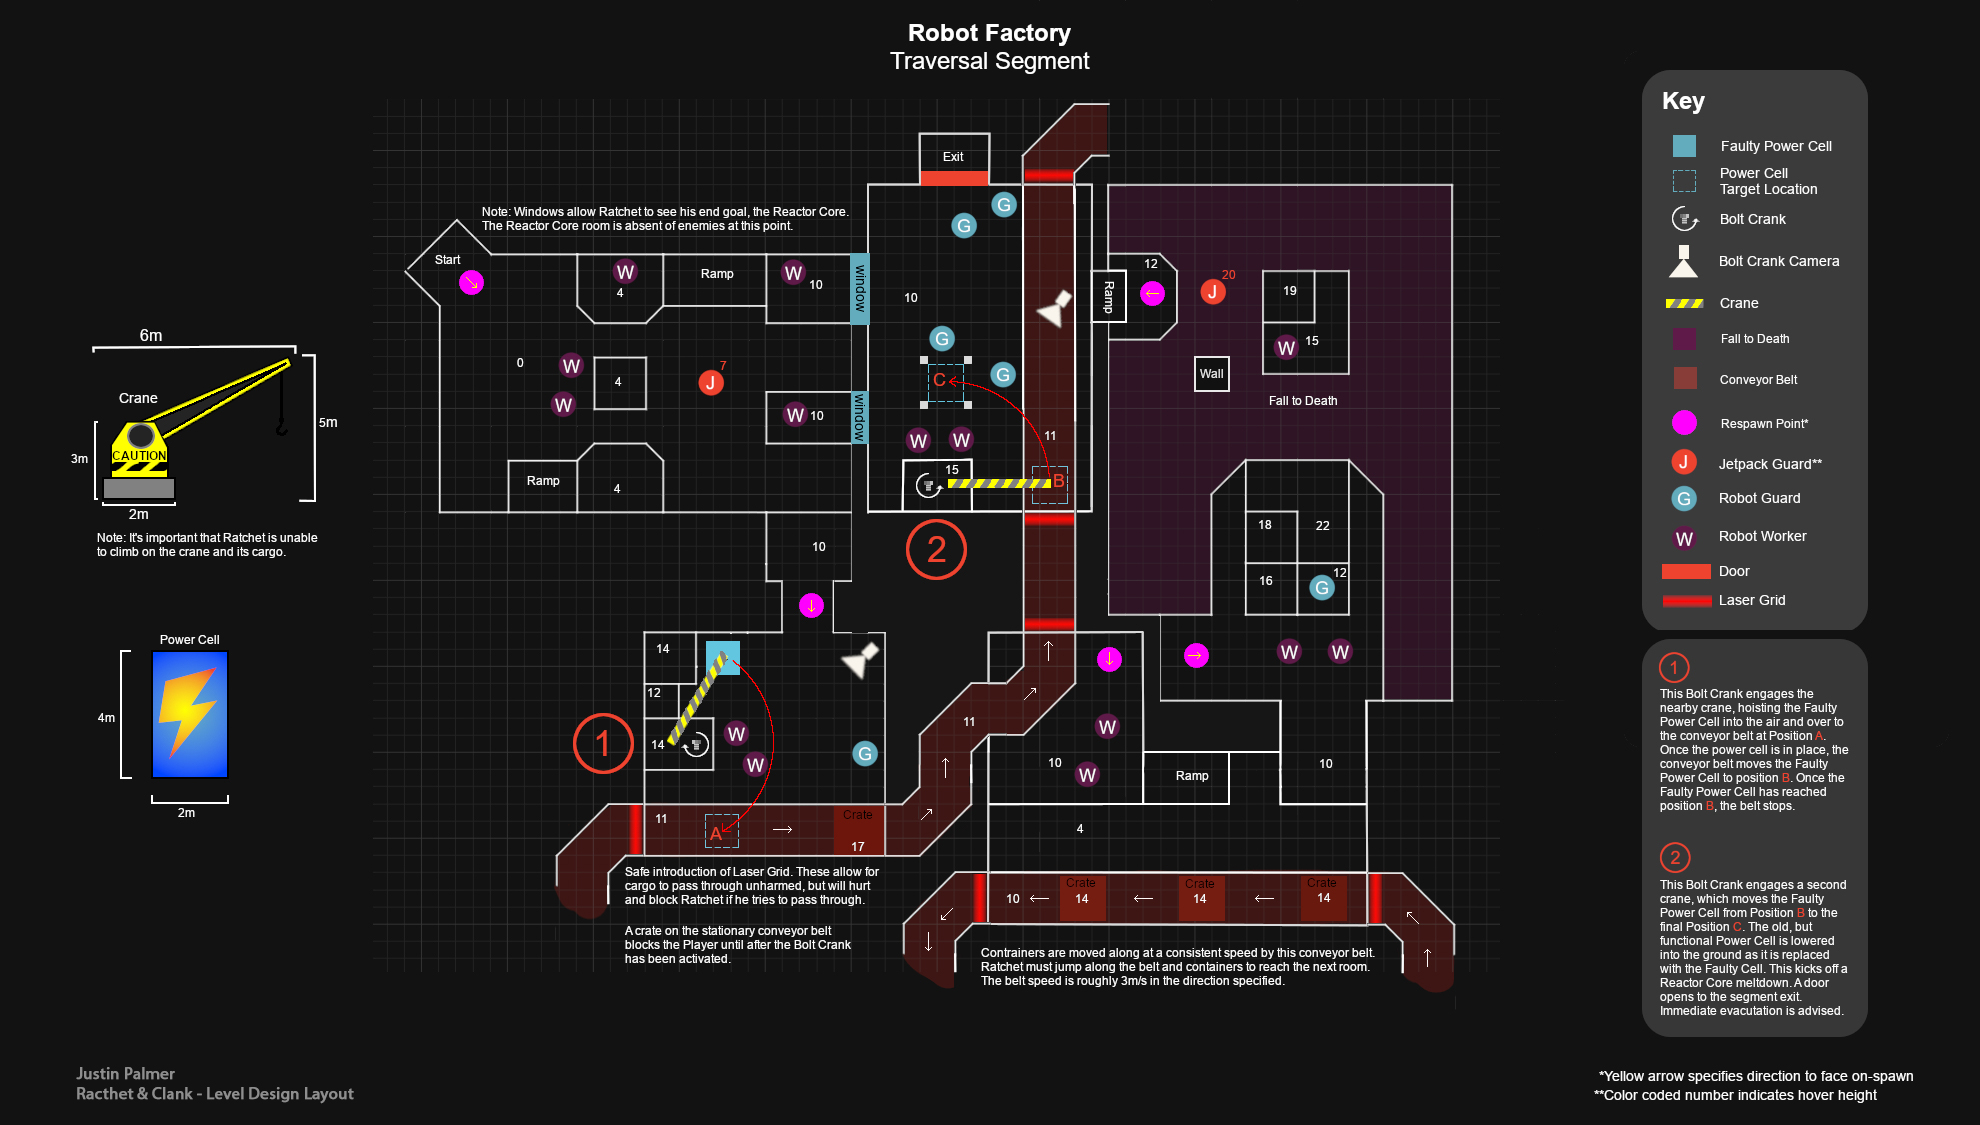 Robot Factory
Traversal Segment
Exit
Note: Windows allow Ratchet to see his end goal, the Reactor Core.
The Reactor Core room is absent of enemies at this point.
Start
W
4
Ramp
W
10
window
G
G
10
0
W
W
4
J
7
W
10
window
Ramp
4
10
G
G
C
W
W
15
11
B
2
12
Ramp
J
20
19
W
15
Wall
Fall to Death
18
22
16
G
12
W
W
14
12
14
1
W
W
G
11
A
Crate
17
11
W
10
W
Ramp
10
4
10
Crate
14
Crate
14
Crate
14
Safe introduction of Laser Grid. These allow for
cargo to pass through unharmed, but will hurt
and block Ratchet if he tries to pass through.
A crate on the stationary conveyor belt
blocks the Player until after the Bolt Crank
has been activated.
Contrainers are moved along at a consistent speed by this conveyor belt.
Ratchet must jump along the belt and containers to reach the next room.
The belt speed is roughly 3m/s in the direction specified.
6m
Crane
CAUTION
3m
5m
2m
Note: It's important that Ratchet is unable
to climb on the crane and its cargo.
Power Cell
4m
2m
Key
Faulty Power Cell
Power Cell
Target Location
Bolt Crank
Bolt Crank Camera
Crane
Fall to Death
Conveyor Belt
Respawn Point*
J
Jetpack Guard**
G
Robot Guard
W
Robot Worker
Door
Laser Grid
1
This Bolt Crank engages the
nearby crane, hoisting the Faulty
Power Cell into the air and over to
the conveyor belt at Position A.
Once the power cell is in place, the
conveyor belt moves the Faulty
Power Cell to position B. Once the
Faulty Power Cell has reached
position B, the belt stops.
2
This Bolt Crank engages a second
crane, which moves the Faulty
Power Cell from Position B to the
final Position C. The old, but
functional Power Cell is lowered
into the ground as it is replaced
with the Faulty Cell. This kicks off a
Reactor Core meltdown. A door
opens to the segment exit.
Immediate evacutation is advised.
Justin Palmer
Racthet & Clank - Level Design Layout
*Yellow arrow specifies direction to face on-spawn
**Color coded number indicates hover height